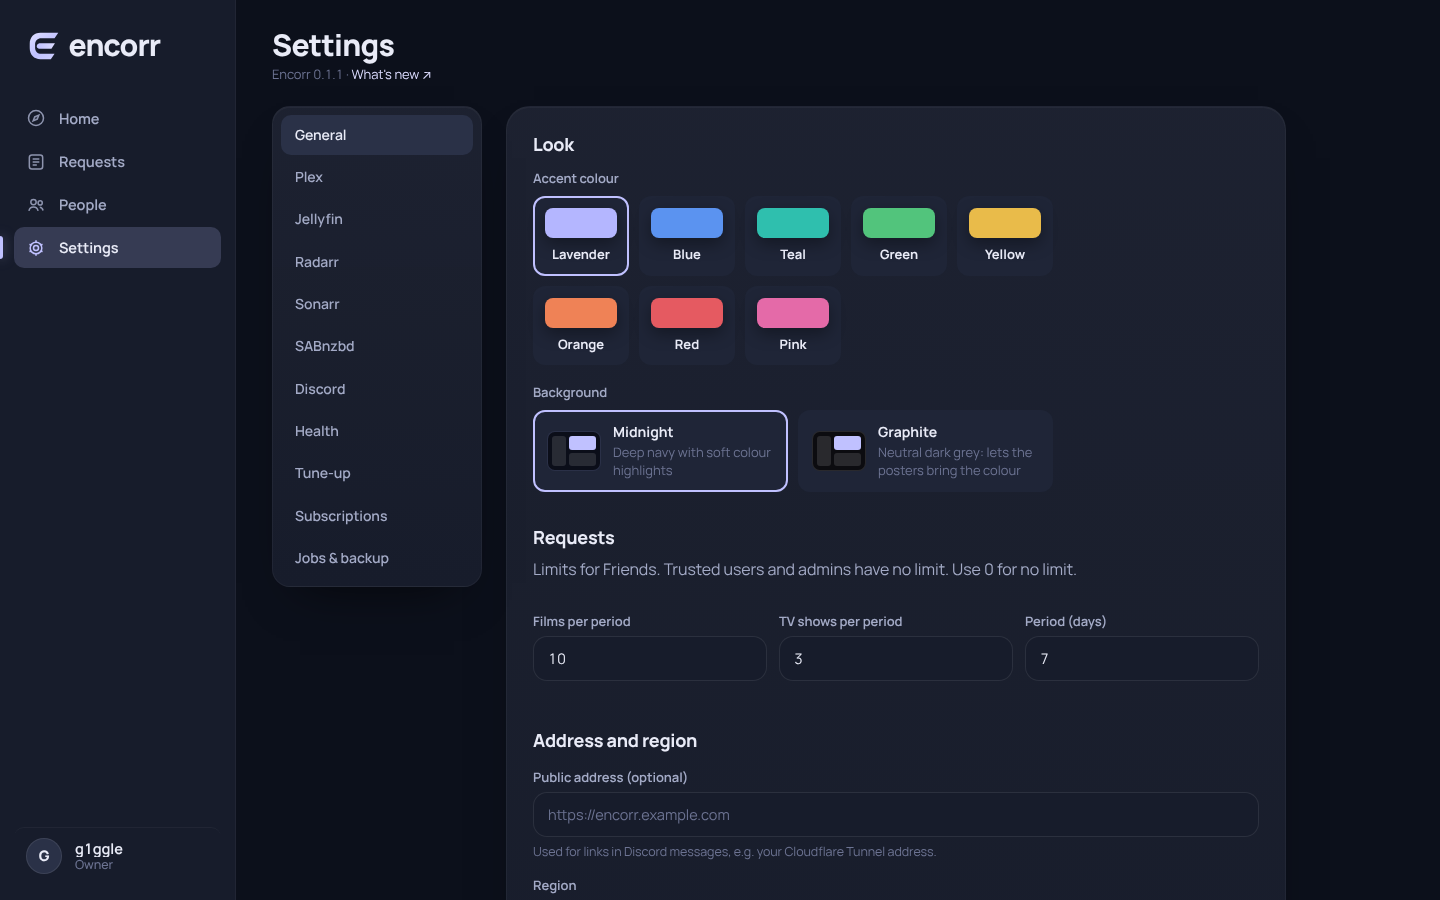 encorr
Home
Requests
People
Settings
g1ggle
Owner
G
Settings
Encorr 0.1.1 · What's new ↗
General
Plex
Jellyfin
Radarr
Sonarr
SABnzbd
Discord
Health
Tune-up
Subscriptions
Jobs & backup
Look
Accent colour
Lavender
Blue
Teal
Green
Yellow
Orange
Red
Pink
Background
Midnight
Deep navy with soft colour
highlights
Graphite
Neutral dark grey: lets the
posters bring the colour
Requests
Limits for Friends. Trusted users and admins have no limit. Use 0 for no limit.
Films per period
10
TV shows per period
3
Period (days)
7
Address and region
Public address (optional)
https://encorr.example.com
Used for links in Discord messages, e.g. your Cloudflare Tunnel address.
Region